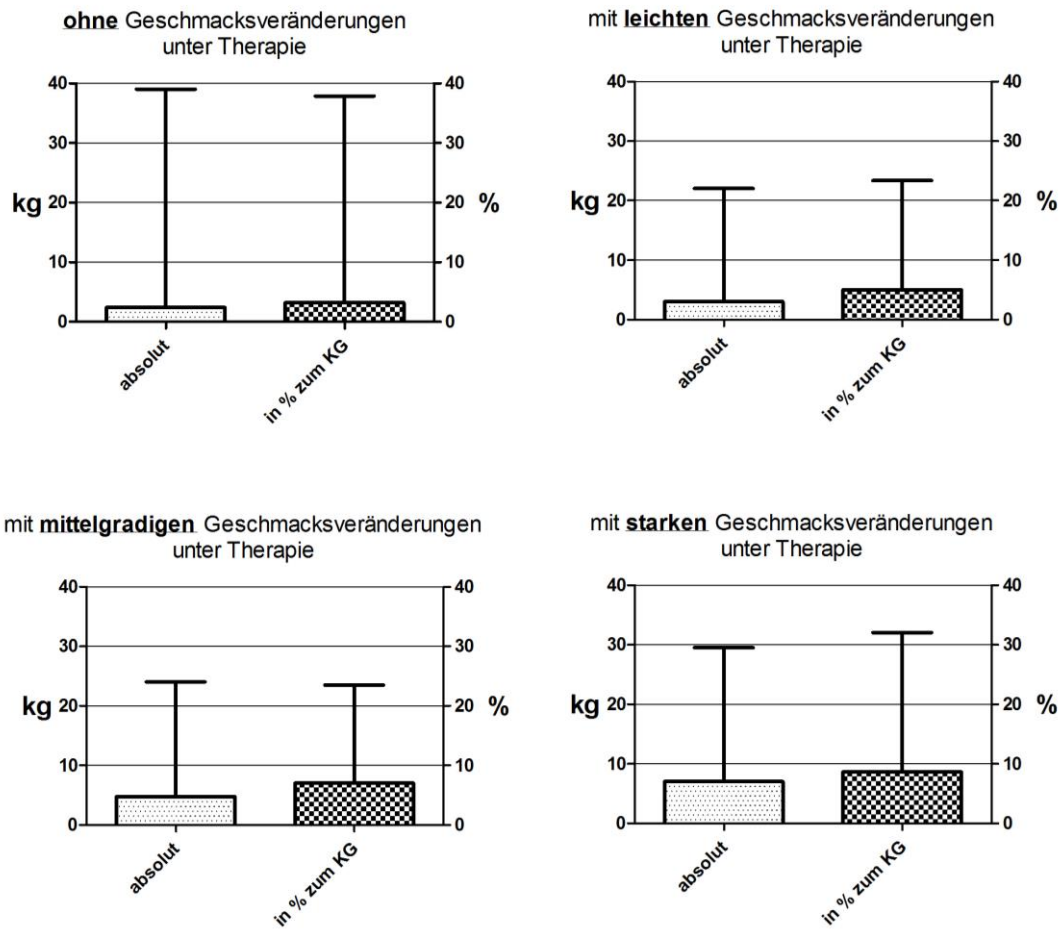 ohne Geschmacksveränderungen
unter Therapie
40
30
20
10
0
kg
40
30
20
10
0
%
absolut
in % zum KG
mit leichten Geschmacksveränderungen
unter Therapie
40
30
20
10
0
kg
40
30
20
10
0
%
absolut
in % zum KG
mit mittelgradigen Geschmacksveränderungen
unter Therapie
40
30
20
10
0
kg
40
30
20
10
0
%
absolut
in % zum KG
mit starken Geschmacksveränderungen
unter Therapie
40
30
20
10
0
kg
40
30
20
10
0
%
absolut
in % zum KG